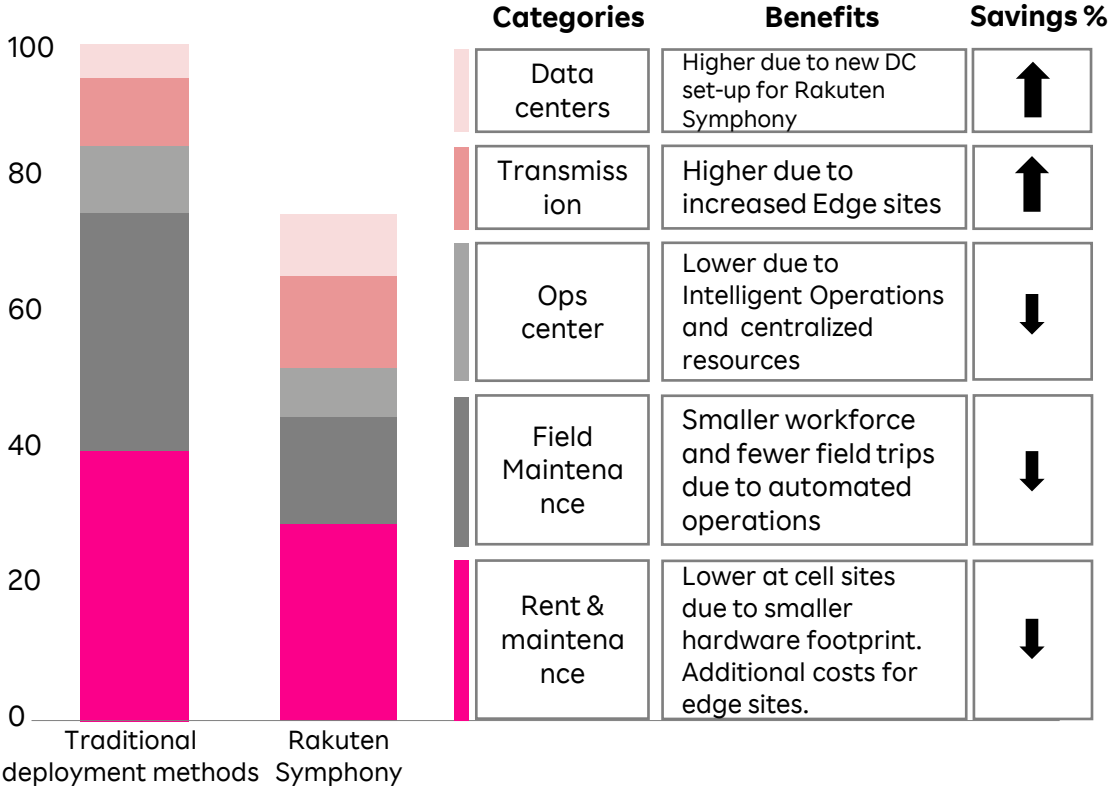 Categories Benefits Savings %
100
80
60
40
20
0
Data
centers
Higher due to new DC
set-up for Rakuten
Symphony
Transmiss
ion
Higher due to
increased Edge sites
Ops
center
Lower due to
Intelligent Operations
and centralized
resources
Field
Maintena
nce
Smaller workforce
and fewer field trips
due to automated
operations
Rent &
maintena
nce
Lower at cell sites
due to smaller
hardware footprint.
Additional costs for
edge sites.
Traditional
deployment methods
Rakuten
Symphony